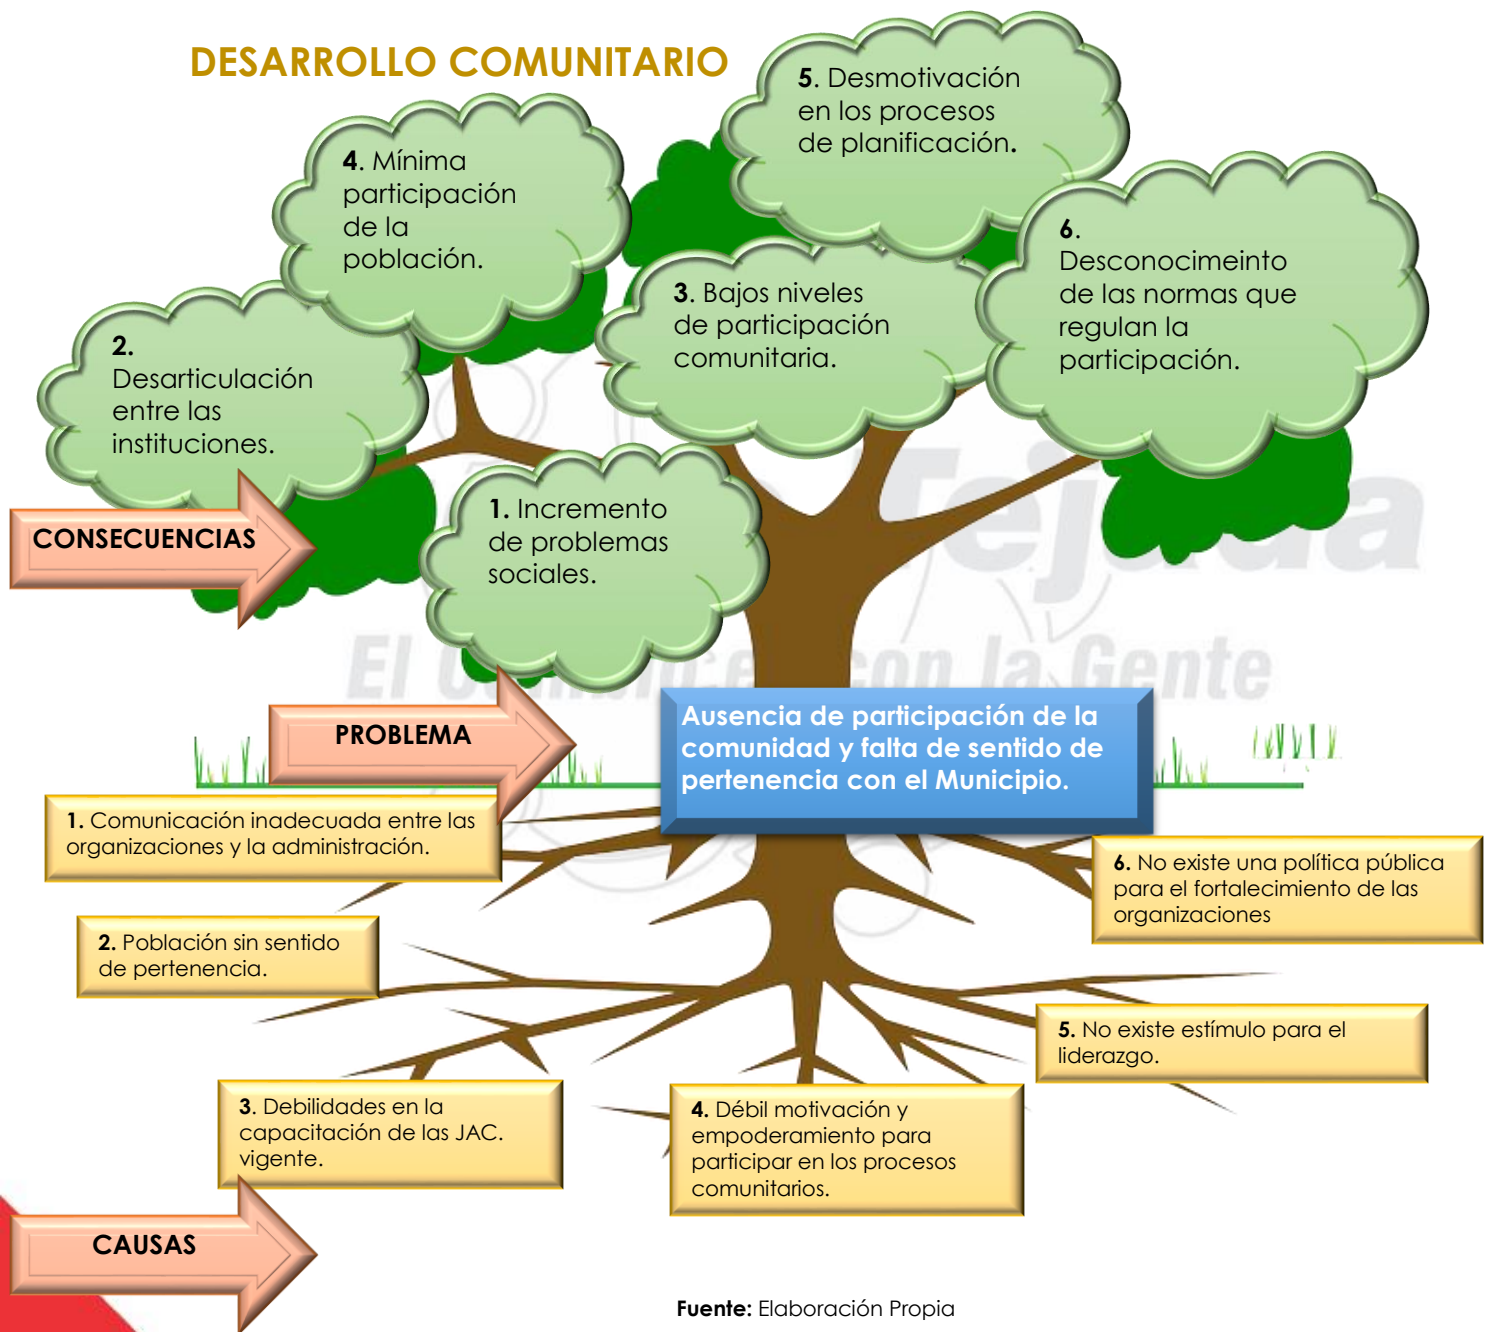 DESARROLLO COMUNITARIO
5. Desmotivación
en los procesos
de planificación.
4. Mínima
participación
de la
población.
6.
Desconocimeinto
de las normas que
regulan la
participación.
3. Bajos niveles
de participación
comunitaria.
2.
Desarticulación
entre las
instituciones.
1. Incremento
de problemas
sociales.
CONSECUENCIAS
Tejada
El con la Gente
PROBLEMA
Ausencia de participación de la
comunidad y falta de sentido de
pertenencia con el Municipio.
1. Comunicación inadecuada entre las
organizaciones y la administración.
6. No existe una política pública
para el fortalecimiento de las
organizaciones
2. Población sin sentido
de pertenencia.
5. No existe estímulo para el
liderazgo.
3. Debilidades en la
capacitación de las JAC.
vigente.
4. Débil motivación y
empoderamiento para
participar en los procesos
comunitarios.
CAUSAS
Fuente: Elaboración Propia